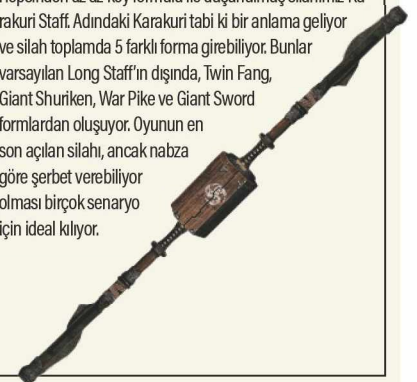 rakuri Staff. Adındaki Karakuri tabi ki bir anlama geliyor
ve silah toplamda 5 farklı forma girebiliyor. Bunlar
varsayılan Long Staff'ın dışında, Twin Fang,
Giant Shuriken, War Pike ve Giant Sword
formlardan oluşuyor. Oyunun en
son açılan silahı, ancak nabza
göre şerbet verebiliyor
olması birçok senaryo
için ideal kılıyor.